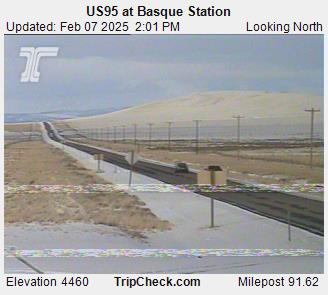 US95 at Basque Station
Updated: Feb 07 2025 2:01 PM Looking North
Elevation 4460 TripCheck.com Milepost 91.62